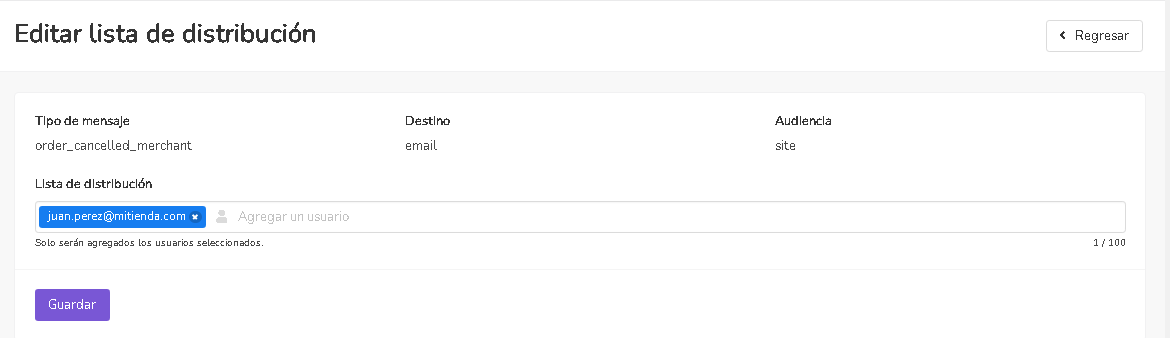 Editar lista de distribución
Regresar
Tipo de mensaje
Destino
Audiencia
order_cancelled_merchant
email
site
Lista de distribución
juan.perez@mitienda.com
Agregar un usuario
Solo serán agregados los usuarios seleccionados.
1 / 100
Guardar